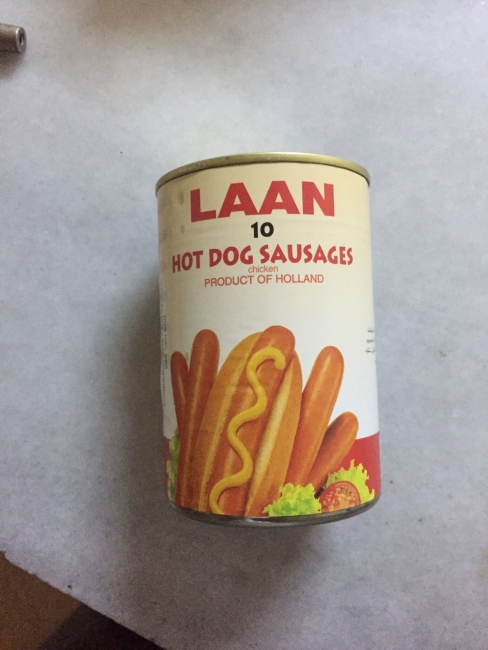 LAAN
10
HOT DOG SAUSAGES
chicken
PRODUCT OF HOLLAND